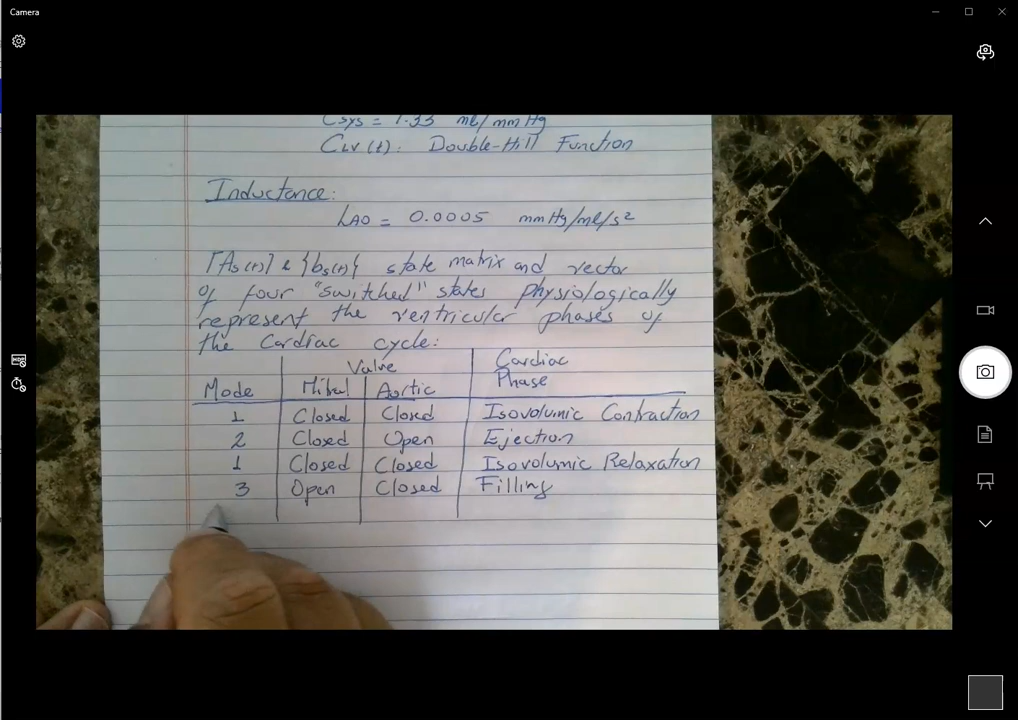 Camera
Csys = 1.33 ml/mmHg
CLV(t): Double-Hill Function
Inductance:
LAO = 0.0005 mmHg/ml/s²
[As(t)] & {bs(t)} state matrix and vector
of four "switched" states physiologically
represent the ventricular phases of
the Cardiac cycle:
Valve Cardiac
Mode Mitral Aortic Phase
1 Closed Closed Isovolumic Contraction
2 Closed Open Ejection
1 Closed Closed Isovolumic Relaxation
3 Open Closed Filling